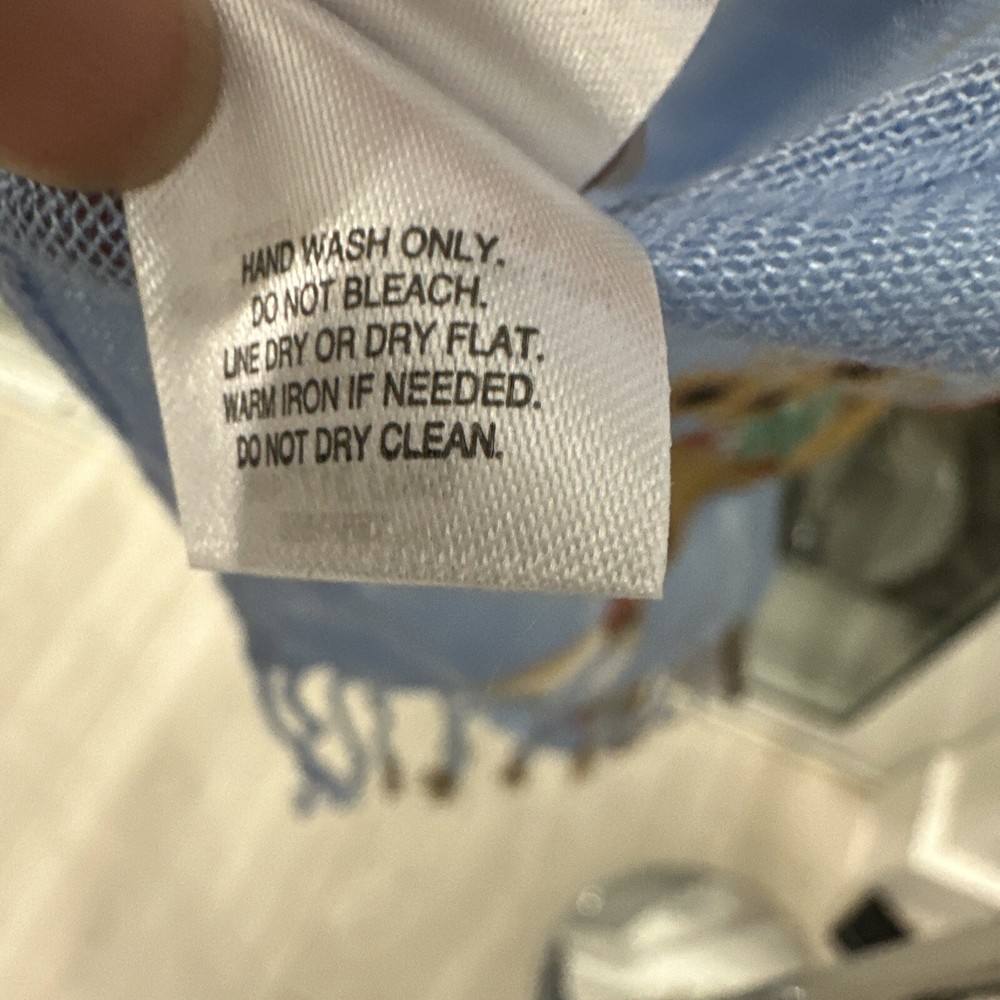 HAND WASH ONLY.
DO NOT BLEACH.
LINE DRY OR DRY FLAT.
WARM IRON IF NEEDED.
DO NOT DRY CLEAN.